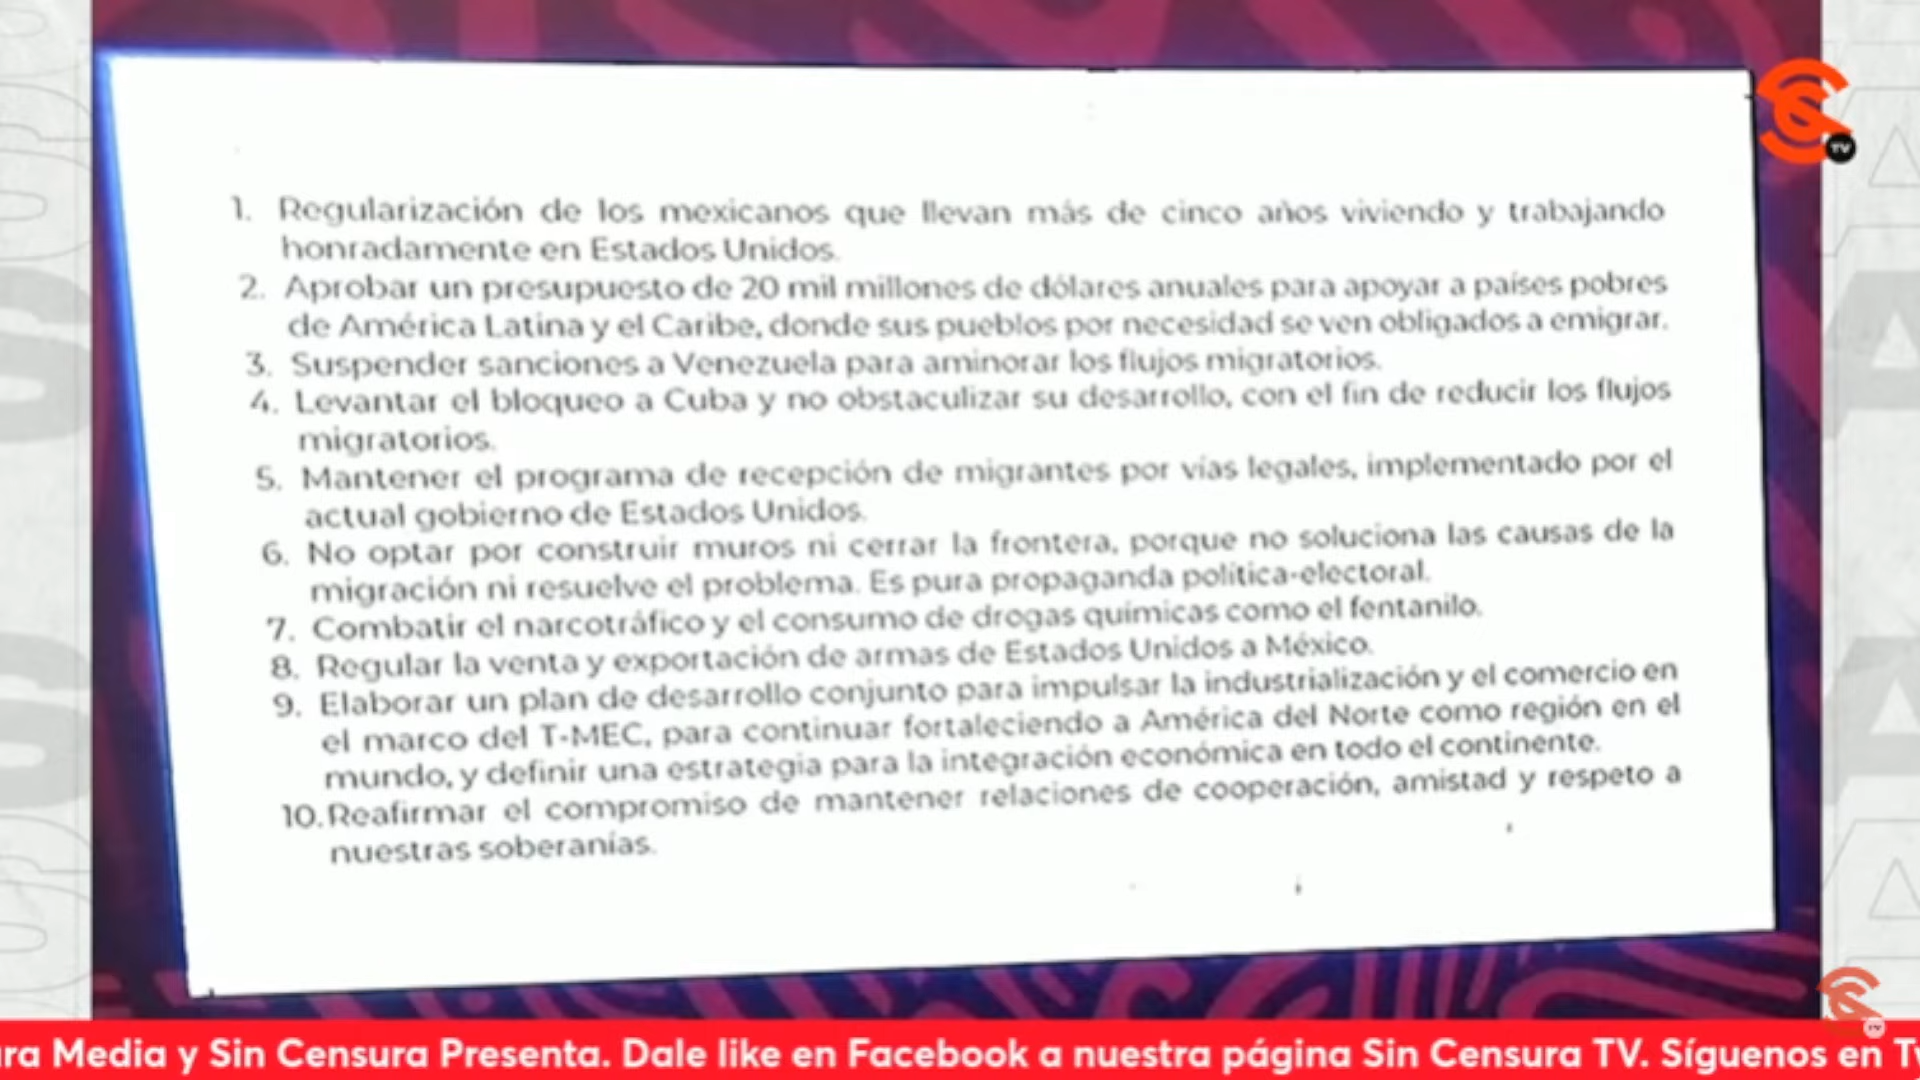 1. Regularización de los mexicanos que llevan más de cinco años viviendo y trabajando
honradamente en Estados Unidos.
2. Aprobar un presupuesto de 20 mil millones de dólares anuales para apoyar a países pobres
de América Latina y el Caribe, donde sus pueblos por necesidad se ven obligados a emigrar.
3. Suspender sanciones a Venezuela para aminorar los flujos migratorios.
4. Levantar el bloqueo a Cuba y no obstaculizar su desarrollo, con el fin de reducir los flujos
migratorios.
5. Mantener el programa de recepción de migrantes por vías legales, implementado por el
actual gobierno de Estados Unidos.
6. No optar por construir muros ni cerrar la frontera, porque no soluciona las causas de la
migración ni resuelve el problema. Es pura propaganda política-electoral.
7. Combatir el narcotráfico y el consumo de drogas químicas como el fentanilo.
8. Regular la venta y exportación de armas de Estados Unidos a México.
9. Elaborar un plan de desarrollo conjunto para impulsar la industrialización y el comercio en
el marco del T-MEC, para continuar fortaleciendo a América del Norte como región en el
mundo, y definir una estrategia para la integración económica en todo el continente.
10. Reafirmar el compromiso de mantener relaciones de cooperación, amistad y respeto a
nuestras soberanías.
TV
TV
ra Media y Sin Censura Presenta. Dale like en Facebook a nuestra página Sin Censura TV. Síguenos en Tw